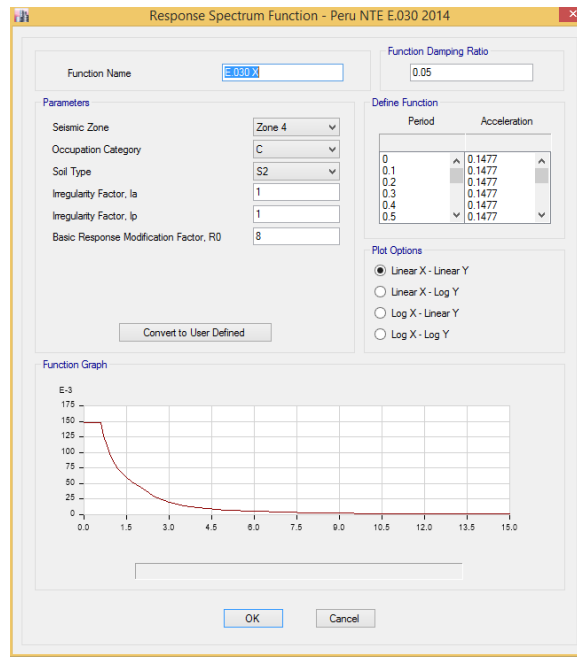 Response Spectrum Function - Peru NTE E.030 2014
Function Name
E.030 X
Function Damping Ratio
0.05
Parameters
Seismic Zone
Zone 4
Occupation Category
C
Soil Type
S2
Irregularity Factor, Ia
1
Irregularity Factor, Ip
1
Basic Response Modification Factor, R0
8
Convert to User Defined
Define Function
Period Acceleration
0 0.1477
0.1 0.1477
0.2 0.1477
0.3 0.1477
0.4 0.1477
0.5 0.1477
Plot Options
Linear X - Linear Y
Linear X - Log Y
Log X - Linear Y
Log X - Log Y
Function Graph
E-3
175
150
125
100
75
50
25
0
0.0 1.5 3.0 4.5 6.0 7.5 9.0 10.5 12.0 13.5 15.0
OK Cancel